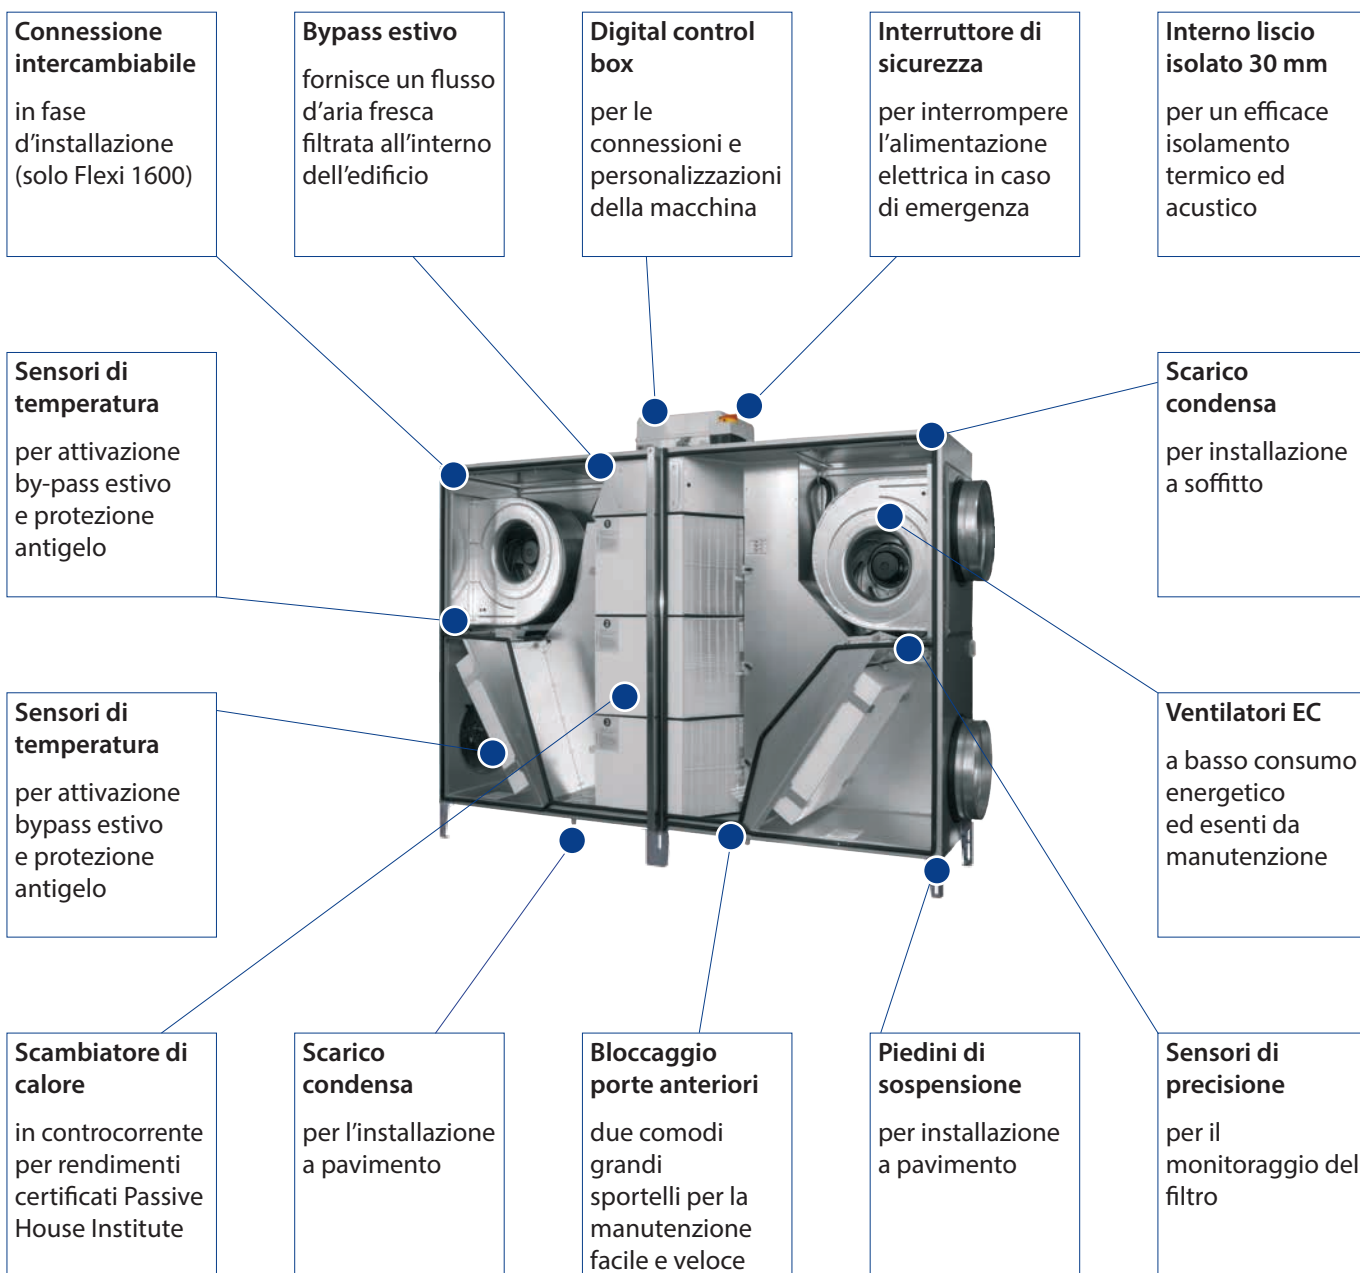 Connessione
intercambiabile
in fase
d'installazione
(solo Flexi 1600)
Bypass estivo
fornisce un flusso
d'aria fresca
filtrata all'interno
dell'edificio
Digital control
box
per le
connessioni e
personalizzazioni
della macchina
Interruttore di
sicurezza
per interrompere
l'alimentazione
elettrica in caso
di emergenza
Interno liscio
isolato 30 mm
per un efficace
isolamento
termico ed
acustico
Sensori di
temperatura
per attivazione
by-pass estivo
e protezione
antigelo
Scarico
condensa
per installazione
a soffitto
Sensori di
temperatura
per attivazione
bypass estivo
e protezione
antigelo
Ventilatori EC
a basso consumo
energetico
ed esenti da
manutenzione
Scambiatore di
calore
in controcorrente
per rendimenti
certificati Passive
House Institute
Scarico
condensa
per l'installazione
a pavimento
Bloccaggio
porte anteriori
due comodi
grandi
sportelli per la
manutenzione
facile e veloce
Piedini di
sospensione
per installazione
a pavimento
Sensori di
precisione
per il
monitoraggio del
filtro